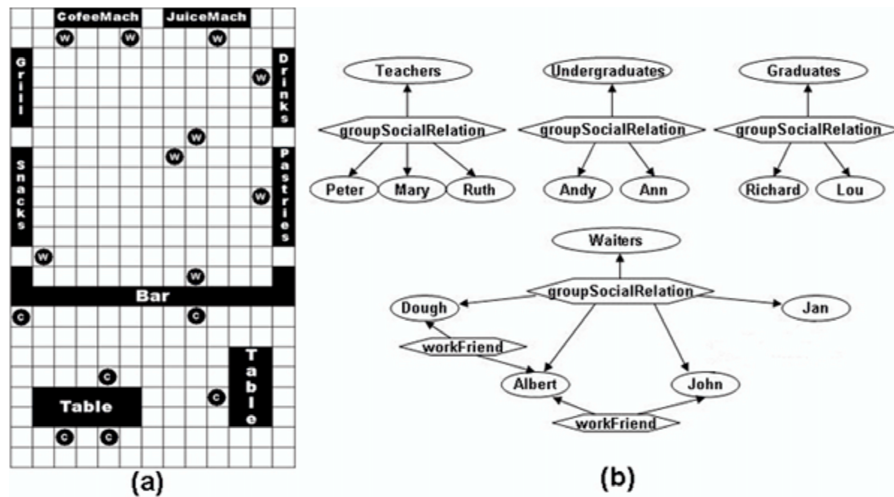 CofeeMach JuiceMach
W W W
Grill
Drinks
W
W
W
Snacks
Pastries
W
W
W
Bar
C C
Table
C
C
Table
C C
(a)
Teachers Undergraduates Graduates
groupSocialRelation groupSocialRelation groupSocialRelation
Peter Mary Ruth Andy Ann Richard Lou
Waiters
groupSocialRelation
Dough Jan
workFriend
Albert John
workFriend
(b)